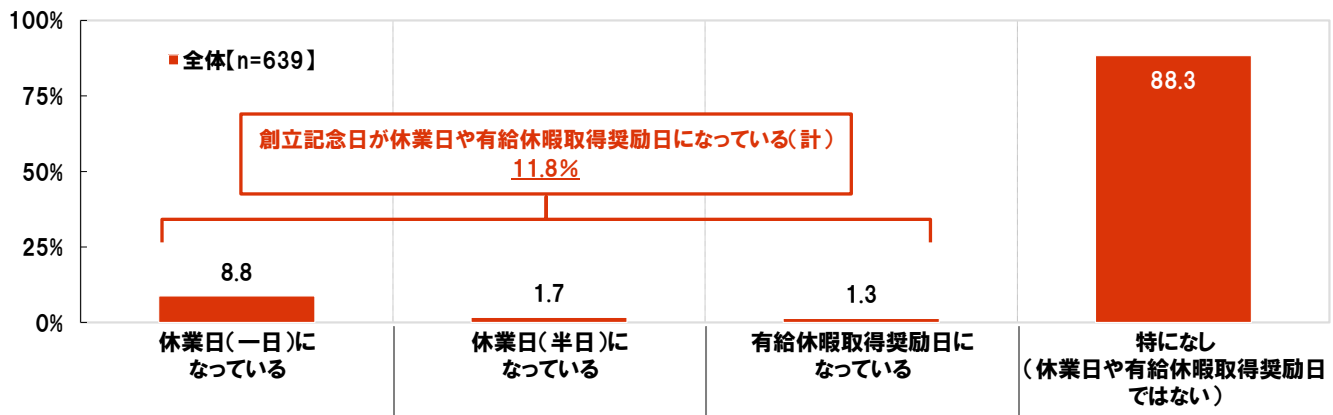 100%
75%
50%
25%
0%
全体【n=639】
創立記念日が休業日や有給休暇取得奨励日になっている（計）
11.8%
8.8
1.7
1.3
88.3
休業日（一日）に
なっている
休業日（半日）に
なっている
有給休暇取得奨励日に
なっている
特になし
（休業日や有給休暇取得奨励日
ではない）